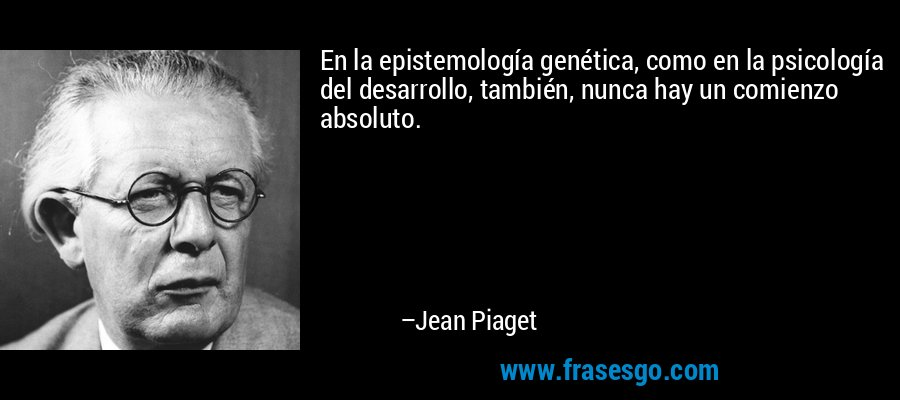 En la epistemología genética, como en la psicología
del desarrollo, también, nunca hay un comienzo
absoluto.
–Jean Piaget
www.frasesgo.com